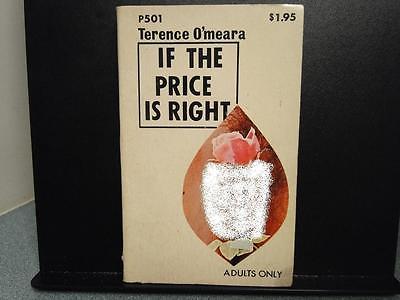 P501 $1.95
Terence O'meara
IF THE
PRICE
IS RIGHT
ADULTS ONLY